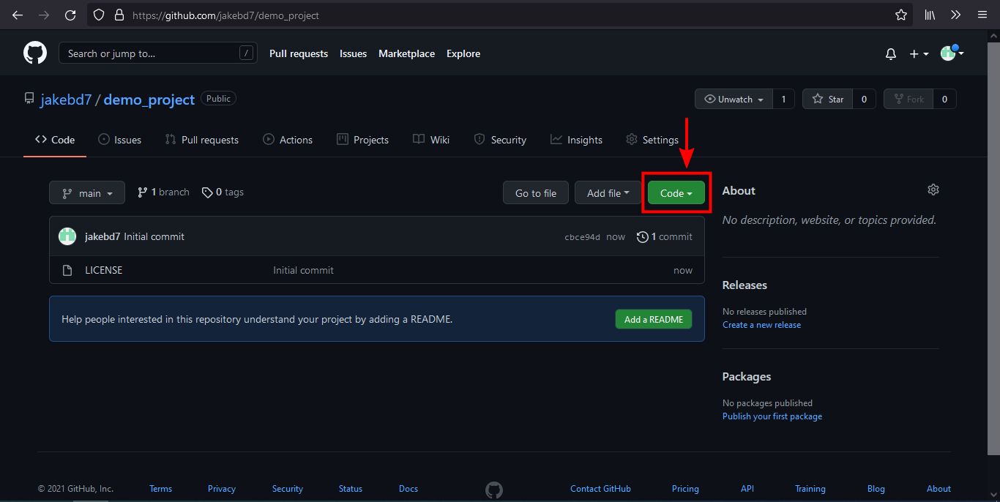 https://github.com/jakebd7/demo_project
Search or jump to... / Pull requests Issues Marketplace Explore
jakebd7 / demo_project Public Unwatch 1 Star 0 Fork 0
Code Issues Pull requests Actions Projects Wiki Security Insights Settings
main 1 branch 0 tags Go to file Add file Code About
No description, website, or topics provided.
jakebd7 Initial commit cbce94d now 1 commit
LICENSE Initial commit now
Releases
No releases published
Create a new release
Help people interested in this repository understand your project by adding a README. Add a README
Packages
No packages published
Publish your first package
© 2021 GitHub, Inc. Terms Privacy Security Status Docs Contact GitHub Pricing API Training Blog About